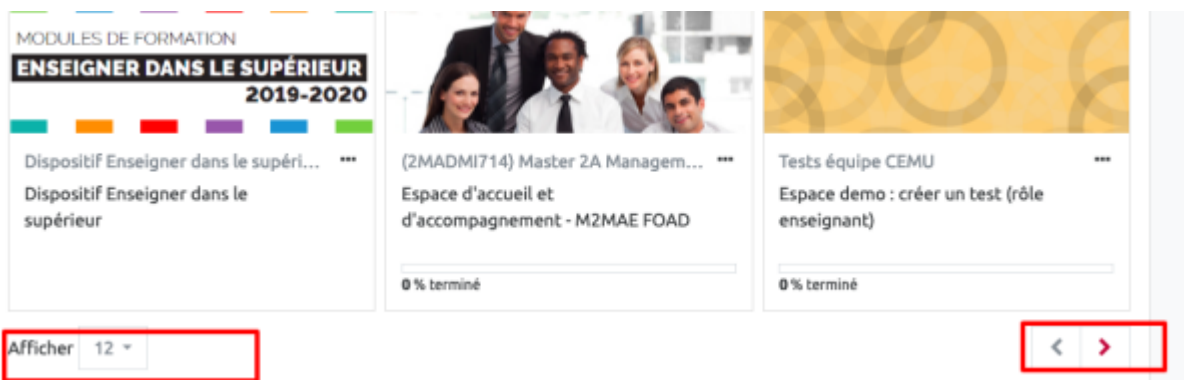 MODULES DE FORMATION
ENSEIGNER DANS LE SUPÉRIEUR
2019-2020
Dispositif Enseigner dans le supéri... ···
Dispositif Enseigner dans le
supérieur
(2MADMI714) Master 2A Managem... ···
Espace d'accueil et
d'accompagnement - M2MAE FOAD
0 % terminé
Tests équipe CEMU ···
Espace demo : créer un test (rôle
enseignant)
0 % terminé
Afficher 12